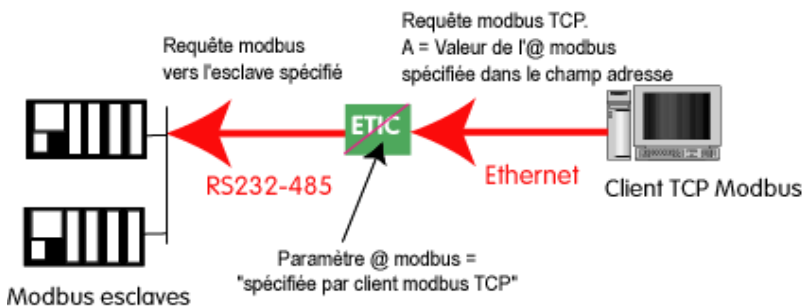 Requête modbus TCP.
A = Valeur de l'@ modbus
spécifiée dans le champ adresse
Requête modbus
vers l'esclave spécifié
ETIC
RS232-485
Ethernet
Client TCP Modbus
Paramètre @ modbus =
"spécifiée par client modbus TCP"
Modbus esclaves